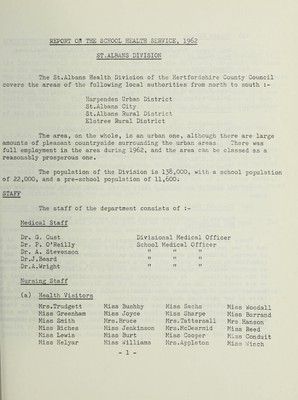 REPORT ON THE SCHOOL HEALTH SERVICE, 1962
ST.ALBANS DIVISION
The St.Albans Health Division of the Hertfordshire County Council
covers the areas of the following local authorities from north to south :-
Harpenden Urban District
St.Albans City
St.Albans Rural District
Elstree Rural District
The area, on the whole, is an urban one, although there are large
amounts of pleasant countryside surrounding the urban areas. There was
full employment in the area during 1962, and the area can be classed as a
reasonably prosperous one.
The population of the Division is 138,000, with a school population
of 22,000, and a pre-school population of 11,600.
STAFF
The staff of the department consists of :-
Medical Staff
Dr. G. Cust Divisional Medical Officer
Dr. P. O'Reilly School Medical Officer
Dr. A. Stevenson " " "
Dr.J.Beard " " "
Dr.A.Wright " " "
Nursing Staff
(a) Health Visitors
Mrs.Trudgett Miss Bushby Miss Sachs Miss Woodall
Miss Greenham Miss Joyce Miss Sharpe Miss Burrand
Miss Smith Mrs.Bruce Mrs.Tattersall Mrs Hanson
Miss Riches Miss Jenkinson Mrs.McDearmid Miss Reed
Miss Lewis Miss Burt Miss Cooper Miss Conduit
Miss Helyar Miss Williams Mrs.Appleton Miss Winch
- 1 -